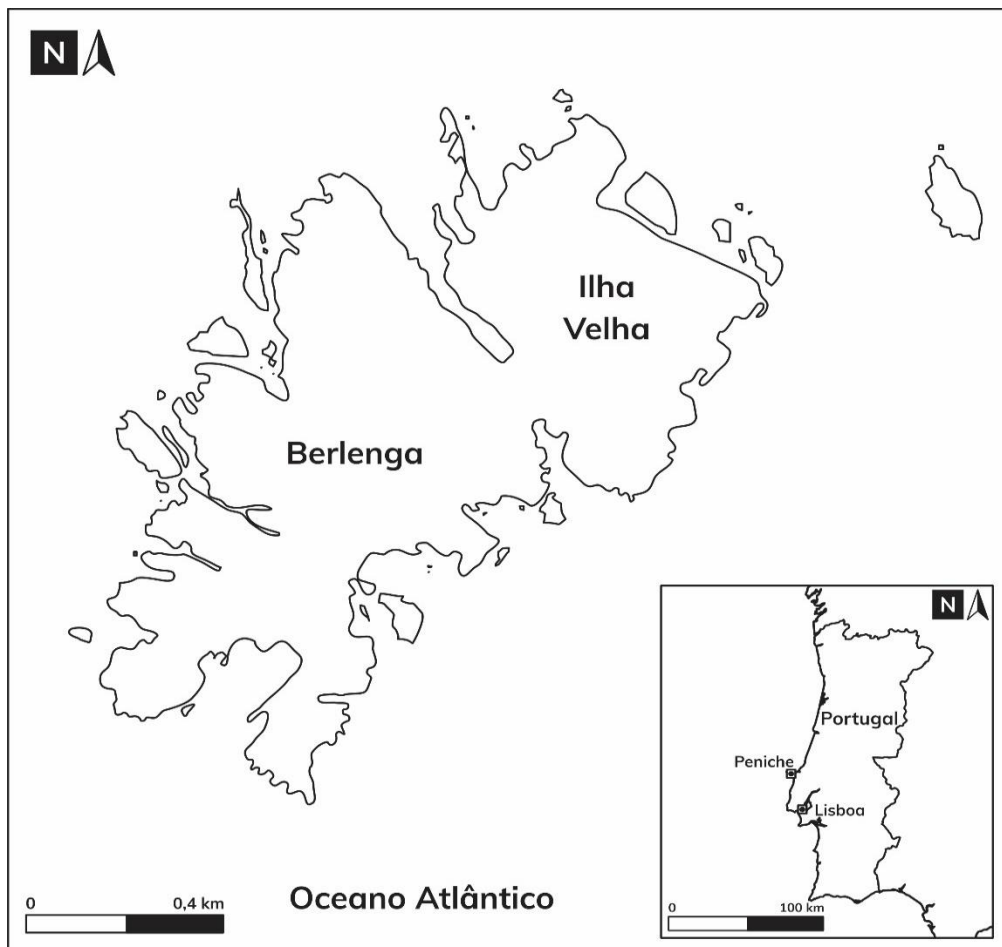 N
Ilha
Velha
Berlenga
Oceano Atlântico
0 0,4 km
N
Portugal
Peniche
Lisboa
0 100 km